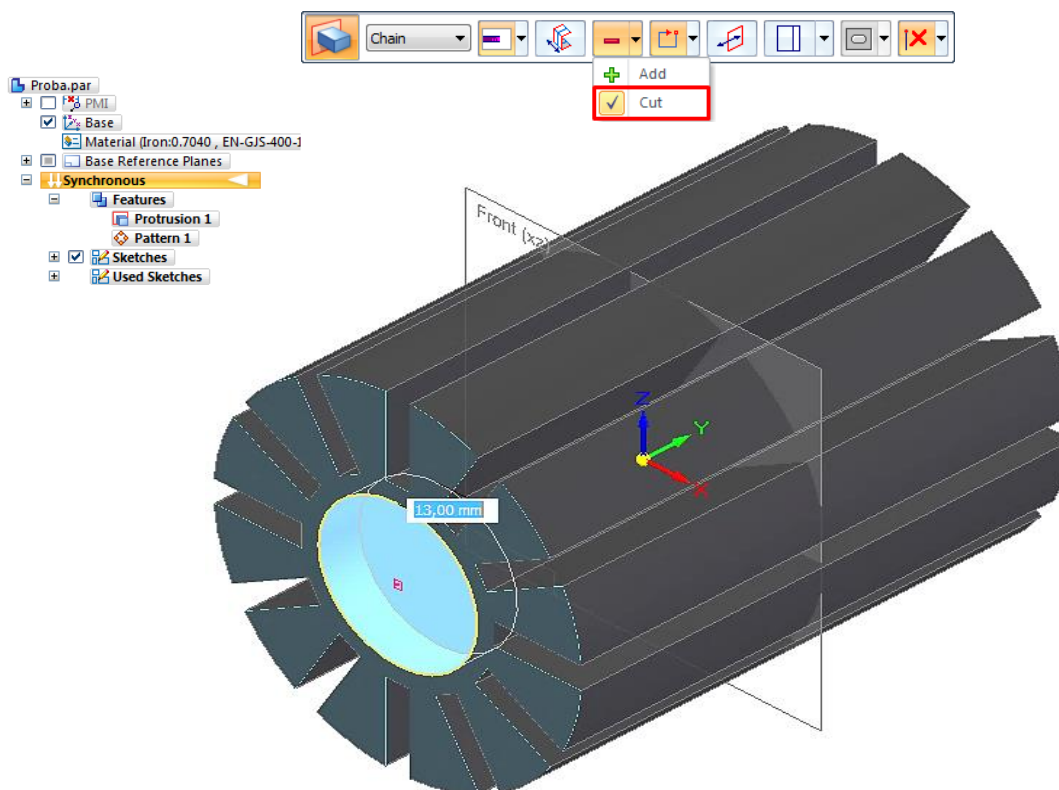 Chain
Add
Cut
Proba.par
PMI
Base
Material (Iron:0.7040 , EN-GJS-400-1
Base Reference Planes
Synchronous
Features
Protrusion 1
Pattern 1
Sketches
Used Sketches
Front (xz)
Z
Y
X
13,00 mm